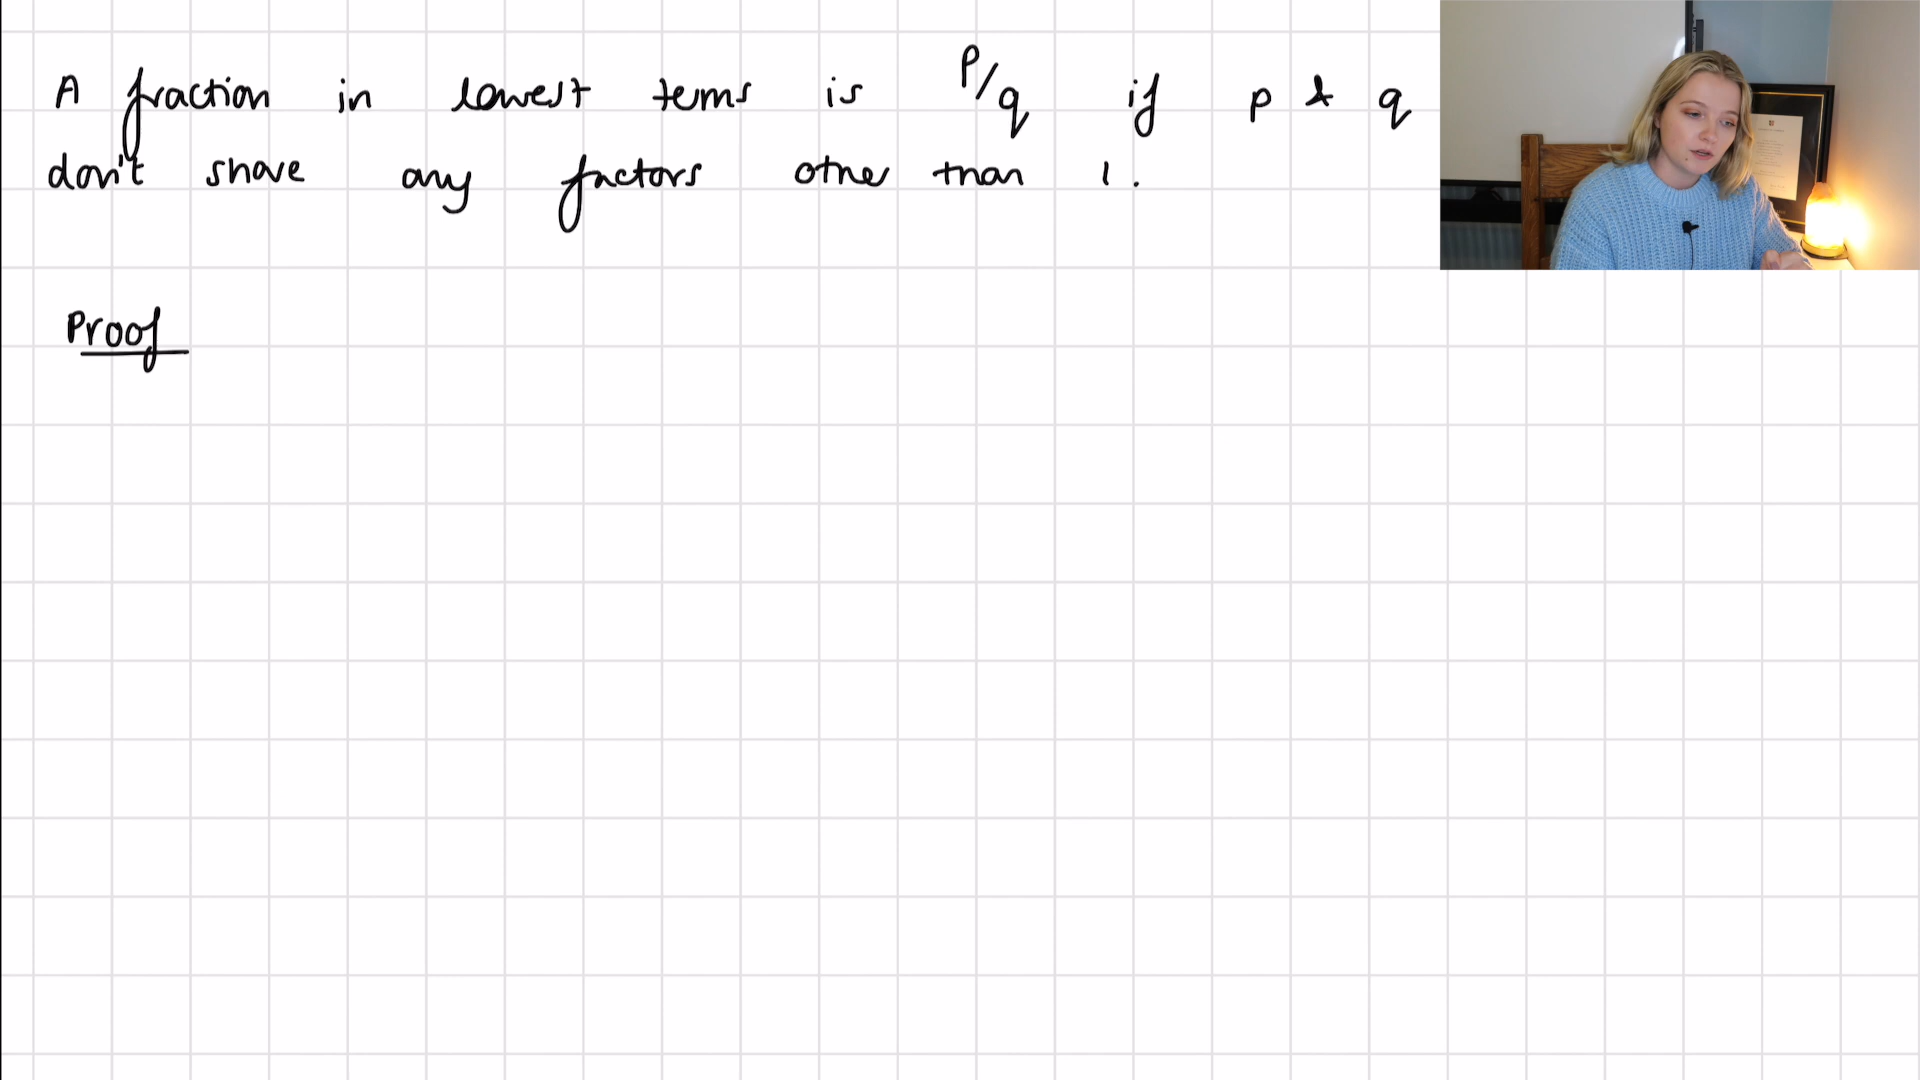 A fraction in lowest terms is p/q if p & q
don't share any factors other than 1.
Proof